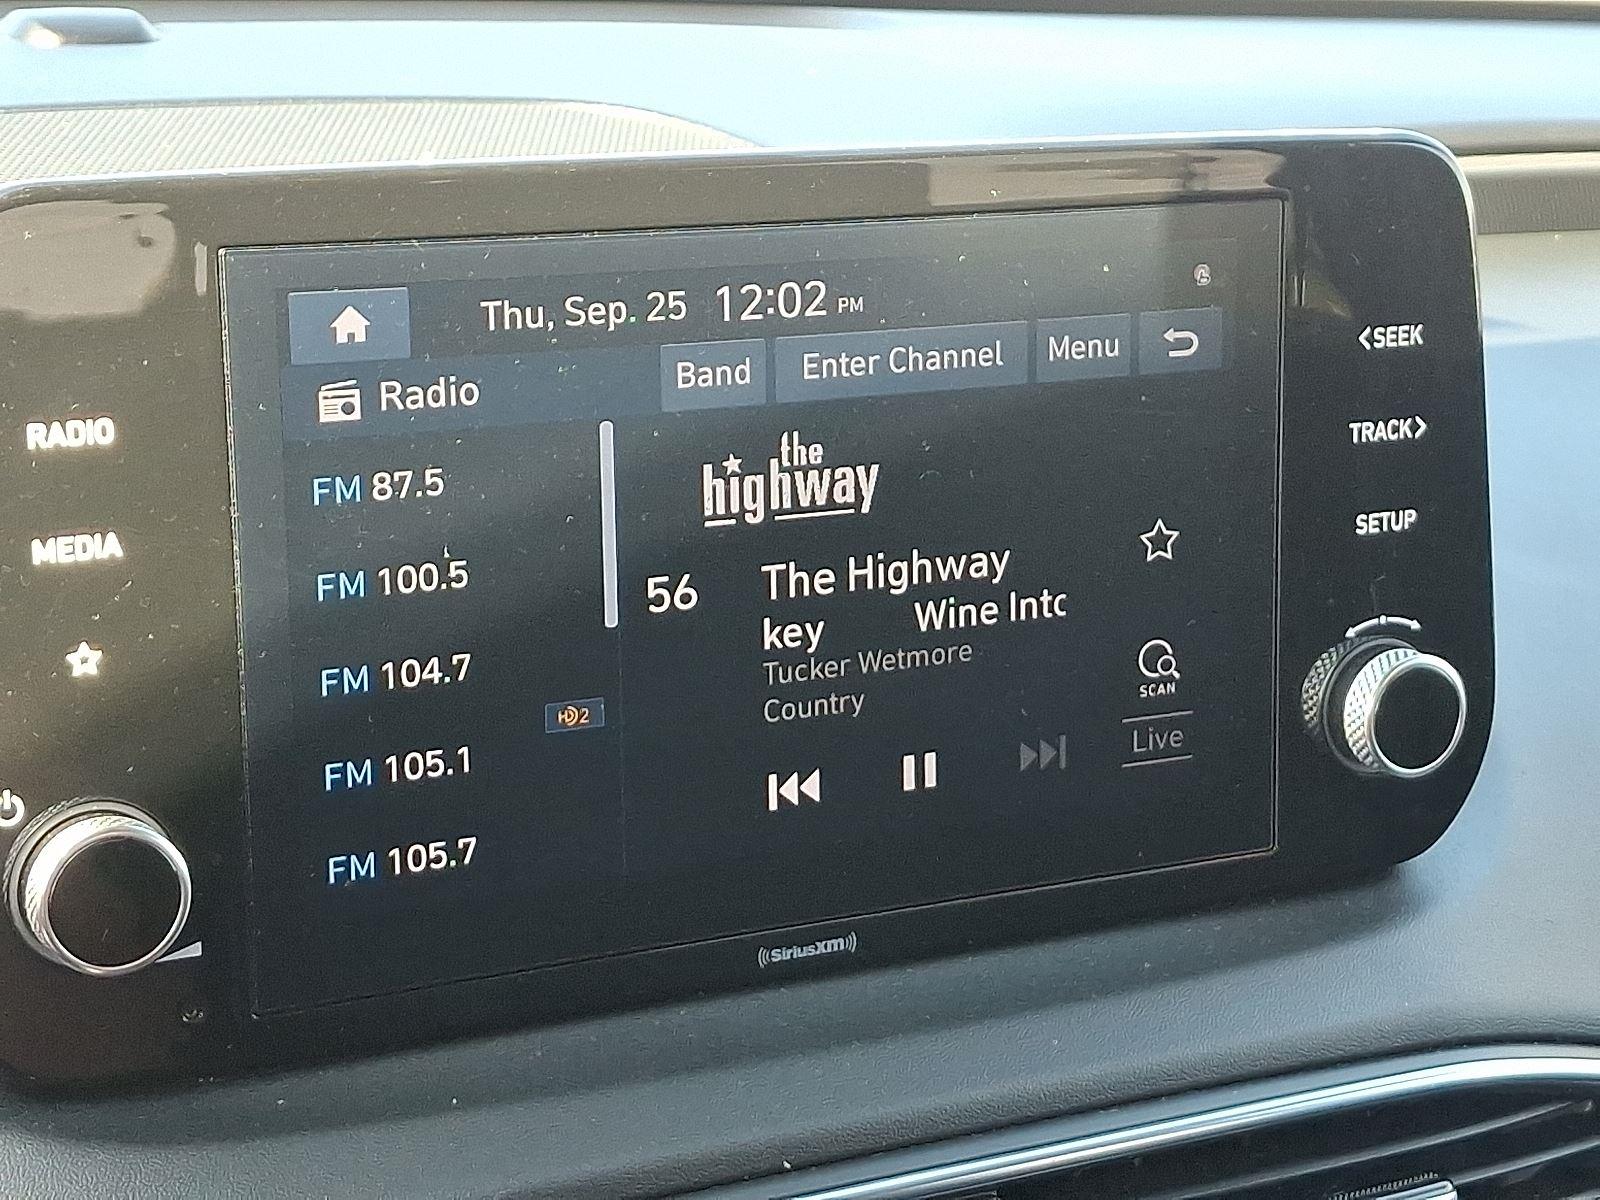 Thu, Sep. 25 12:02 PM
Radio
Band
Enter Channel
Menu
FM 87.5
FM 100.5
FM 104.7
HD 2
FM 105.1
FM 105.7
the
highway
56
The Highway
key Wine Intc
Tucker Wetmore
Country
SCAN
Live
SiriusXM
RADIO
MEDIA
<SEEK
TRACK>
SETUP